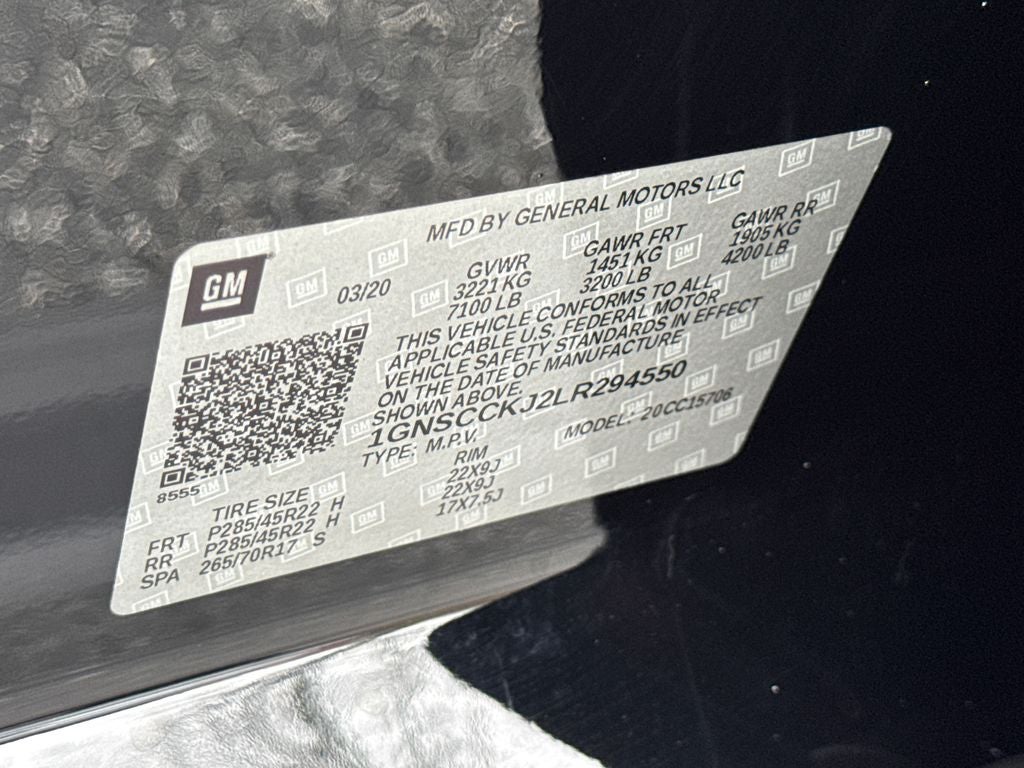 MFD BY GENERAL MOTORS LLC
GM
03/20
GVWR GAWR FRT GAWR RR
3221 KG 1451 KG 1905 KG
7100 LB 3200 LB 4200 LB
THIS VEHICLE CONFORMS TO ALL
APPLICABLE U.S. FEDERAL MOTOR
VEHICLE SAFETY STANDARDS IN EFFECT
ON THE DATE OF MANUFACTURE
SHOWN ABOVE.
1GNSCCKJ2LR294550
TYPE: M.P.V. MODEL: 20CC15706
8555
TIRE SIZE RIM
FRT P285/45R22 H 22X9J
RR P285/45R22 H 22X9J
SPA 265/70R17 S 17X7.5J